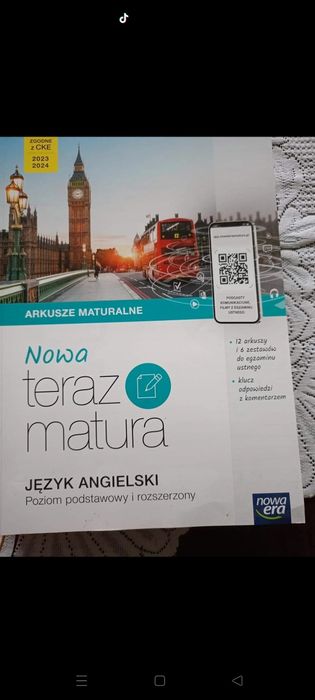 ZGODNE
z CKE
2023
2024
ARKUSZE MATURALNE
PODCASTY
KOMUNIKACYJNE,
FILMY Z EGZAMINU
USTNEGO
12 arkuszy
i 6 zestawów
do egzaminu
ustnego
klucz
odpowiedzi
z komentarzem
Nowa
teraz
matura
JĘZYK ANGIELSKI
Poziom podstawowy i rozszerzony
nowa
era